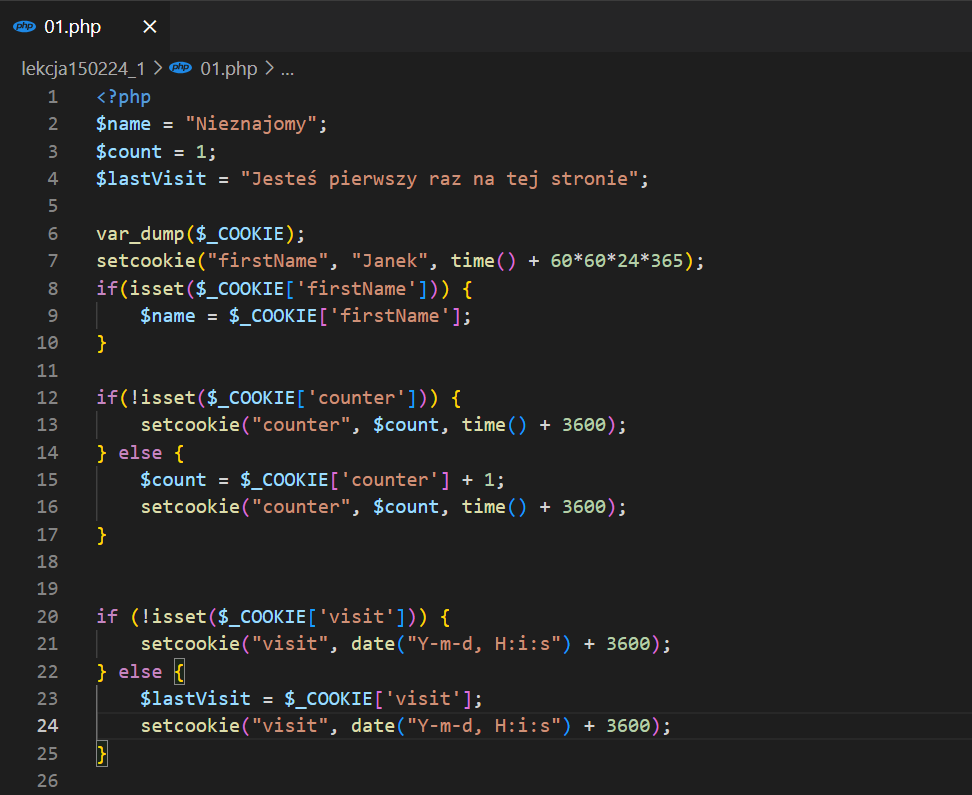 php 01.php ×
lekcja150224_1 > php 01.php > ...
1 <?php
2 $name = "Nieznajomy";
3 $count = 1;
4 $lastVisit = "Jesteś pierwszy raz na tej stronie";
5
6 var_dump($_COOKIE);
7 setcookie("firstName", "Janek", time() + 60*60*24*365);
8 if(isset($_COOKIE['firstName'])) {
9     $name = $_COOKIE['firstName'];
10 }
11
12 if(!isset($_COOKIE['counter'])) {
13     setcookie("counter", $count, time() + 3600);
14 } else {
15     $count = $_COOKIE['counter'] + 1;
16     setcookie("counter", $count, time() + 3600);
17 }
18
19
20 if (!isset($_COOKIE['visit'])) {
21     setcookie("visit", date("Y-m-d, H:i:s") + 3600);
22 } else {
23     $lastVisit = $_COOKIE['visit'];
24     setcookie("visit", date("Y-m-d, H:i:s") + 3600);
25 }
26